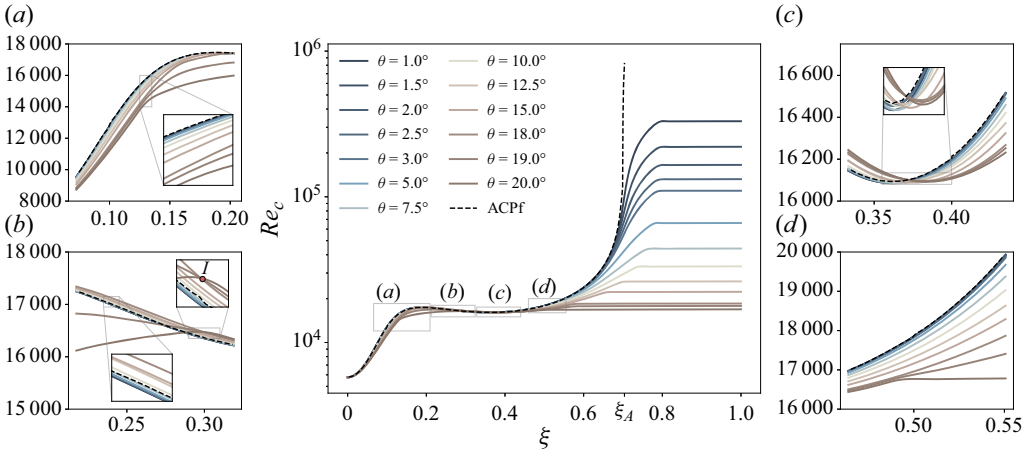 (a)
18 000
16 000
14 000
12 000
10 000
8000
0.10
0.15
0.20
(b)
18 000
17 000
16 000
15 000
I
0.25
0.30
10^6
10^5
10^4
Re_c
θ = 1.0°
θ = 1.5°
θ = 2.0°
θ = 2.5°
θ = 3.0°
θ = 5.0°
θ = 7.5°
θ = 10.0°
θ = 12.5°
θ = 15.0°
θ = 18.0°
θ = 19.0°
θ = 20.0°
ACPf
(a)
(b)
(c)
(d)
0
0.2
0.4
0.6
ξ_A
0.8
1.0
ξ
(c)
16 600
16 400
16 200
16 000
0.35
0.40
(d)
20 000
19 000
18 000
17 000
16 000
0.50
0.55